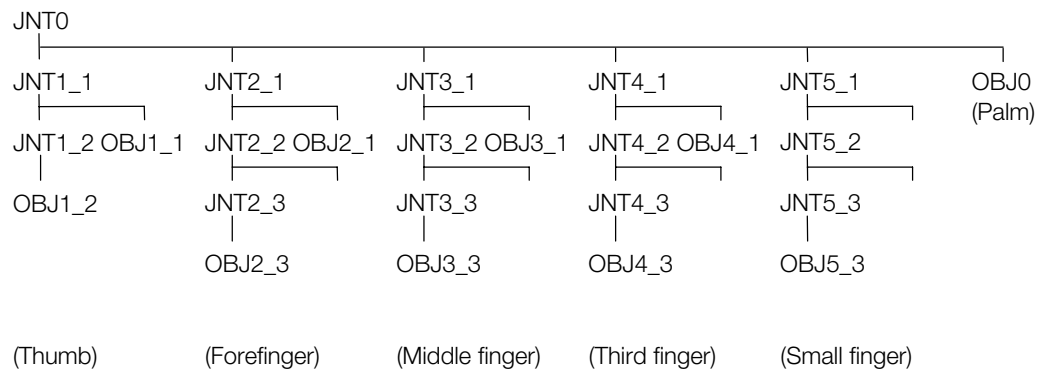 JNT0
JNT1_1 JNT2_1 JNT3_1 JNT4_1 JNT5_1 OBJ0
(Palm)
JNT1_2 OBJ1_1 JNT2_2 OBJ2_1 JNT3_2 OBJ3_1 JNT4_2 OBJ4_1 JNT5_2
OBJ1_2 JNT2_3 JNT3_3 JNT4_3 JNT5_3
OBJ2_3 OBJ3_3 OBJ4_3 OBJ5_3
(Thumb) (Forefinger) (Middle finger) (Third finger) (Small finger)